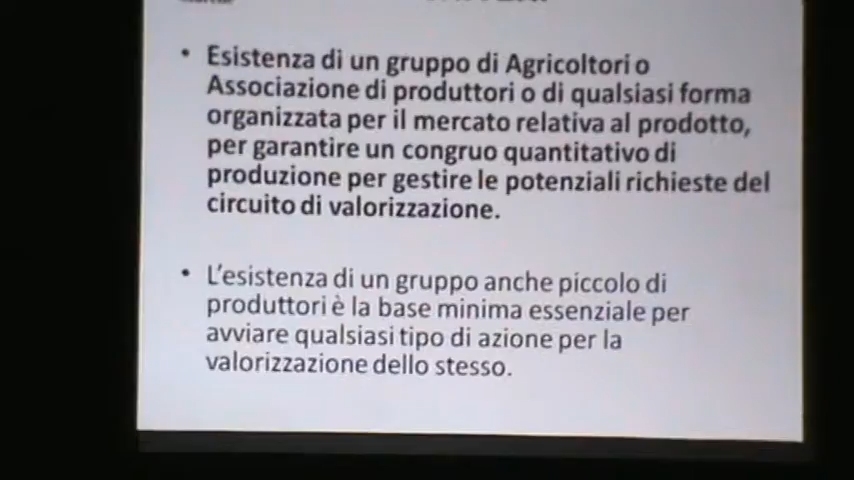 • Esistenza di un gruppo di Agricoltori o
Associazione di produttori o di qualsiasi forma
organizzata per il mercato relativa al prodotto,
per garantire un congruo quantitativo di
produzione per gestire le potenziali richieste del
circuito di valorizzazione.
• L'esistenza di un gruppo anche piccolo di
produttori è la base minima essenziale per
avviare qualsiasi tipo di azione per la
valorizzazione dello stesso.